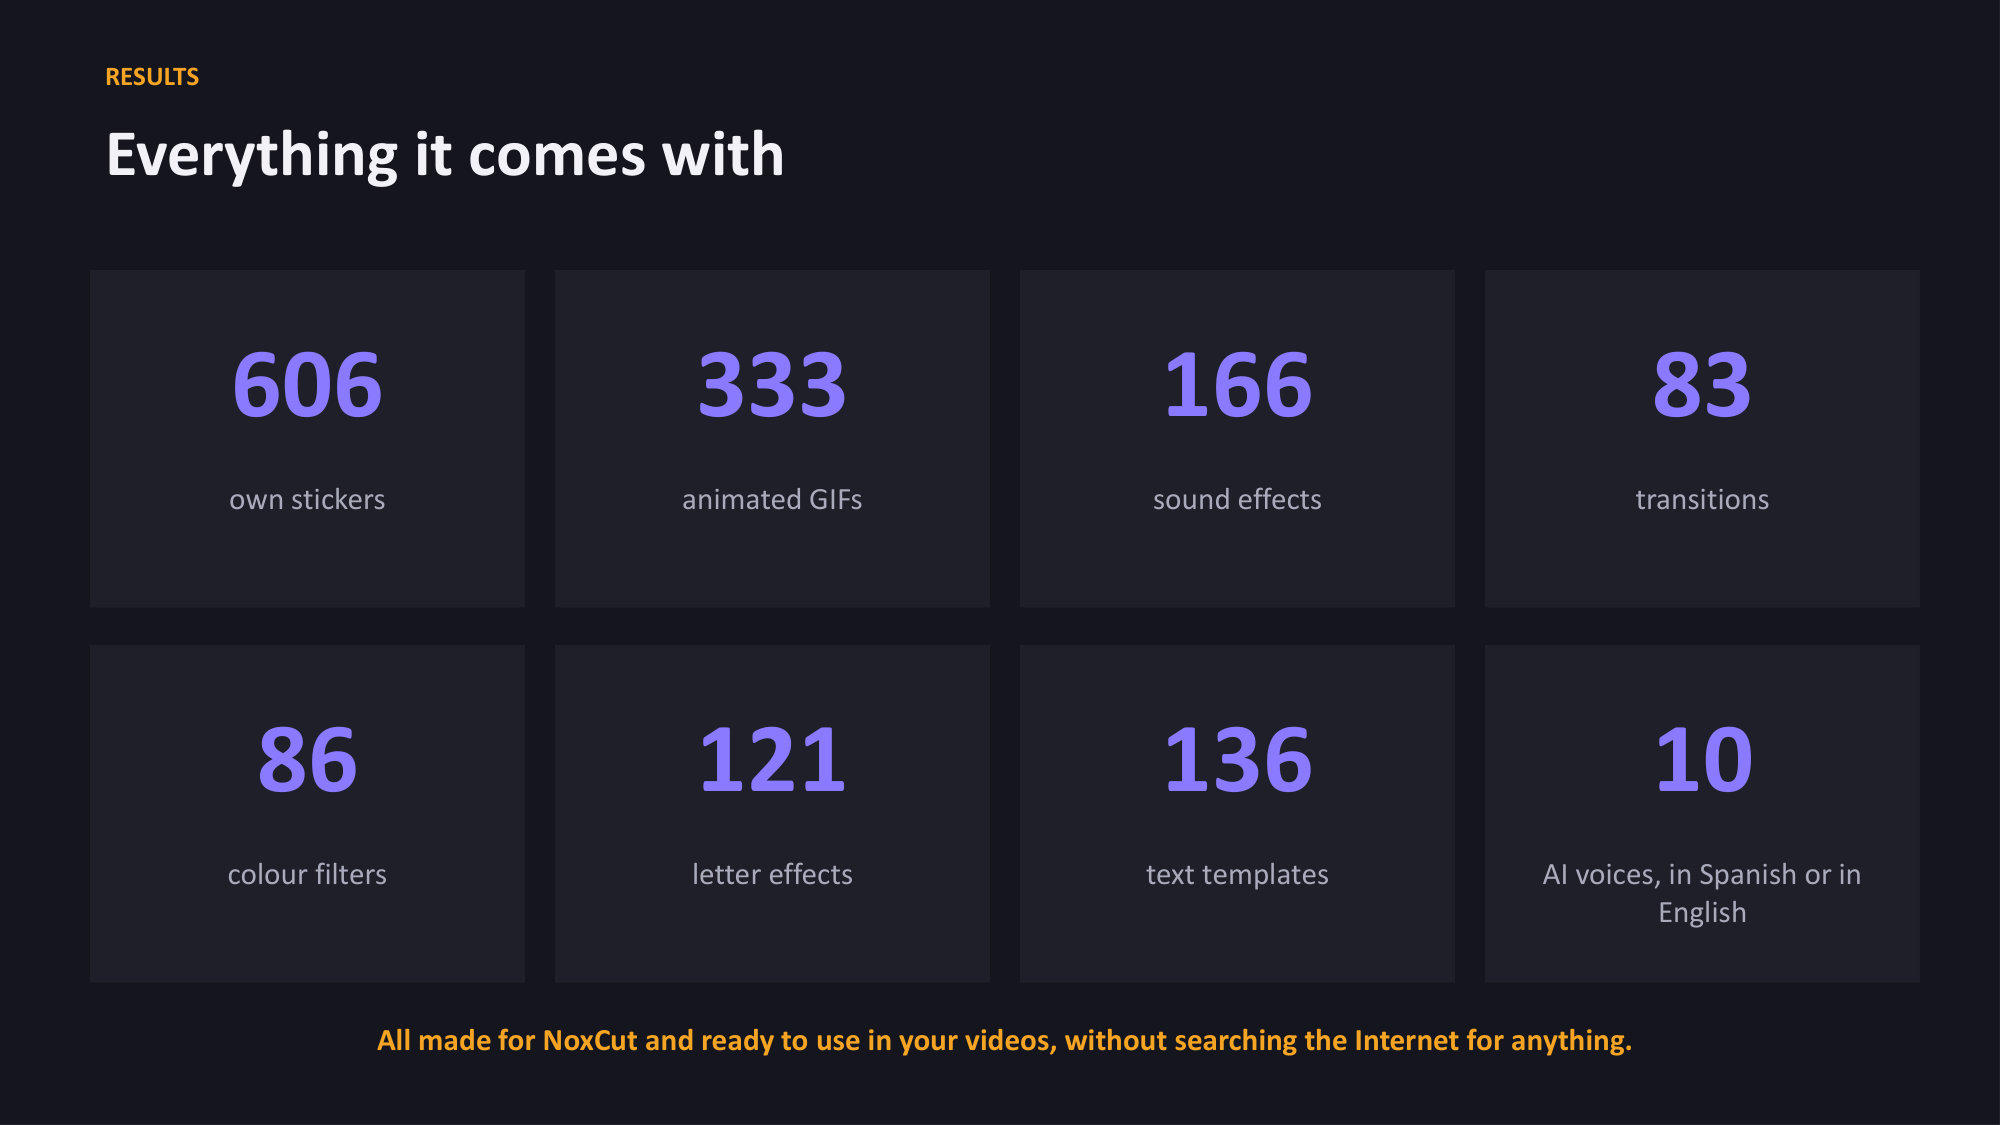 RESULTS
Everything it comes with
606
own stickers
333
animated GIFs
166
sound effects
83
transitions
86
colour filters
121
letter effects
136
text templates
10
AI voices, in Spanish or in
English
All made for NoxCut and ready to use in your videos, without searching the Internet for anything.